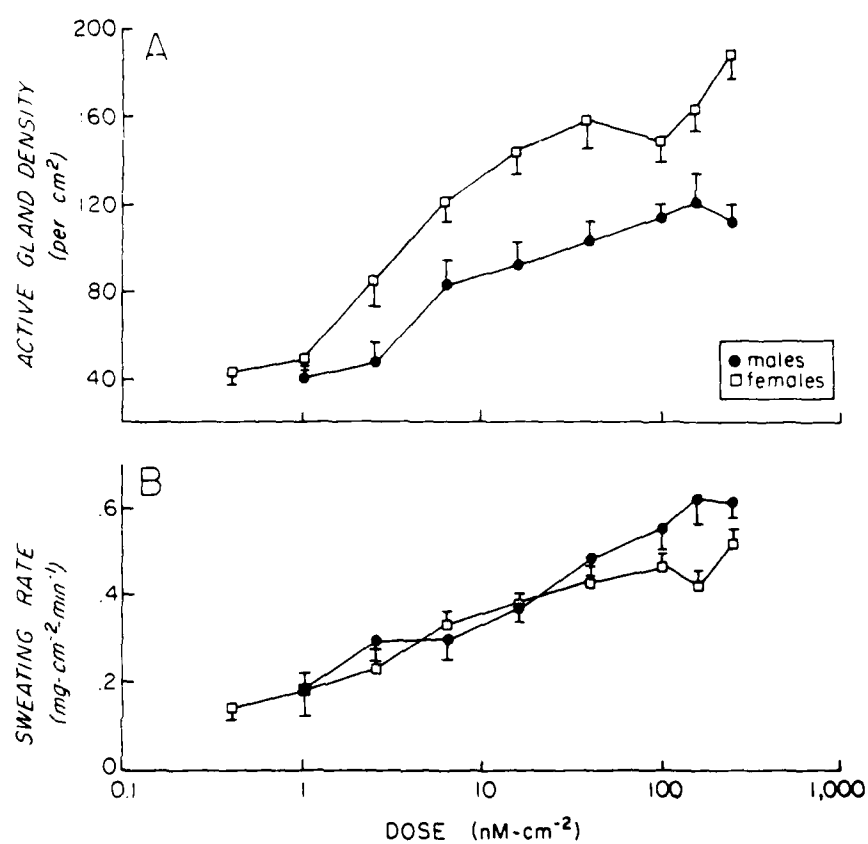 A
200
160
120
80
40
ACTIVE GLAND DENSITY
(per cm²)
● males
□ females
B
.6
.4
.2
0
SWEATING RATE
(mg·cm⁻²·min⁻¹)
0.1 1 10 100 1,000
DOSE (nM-cm⁻²)